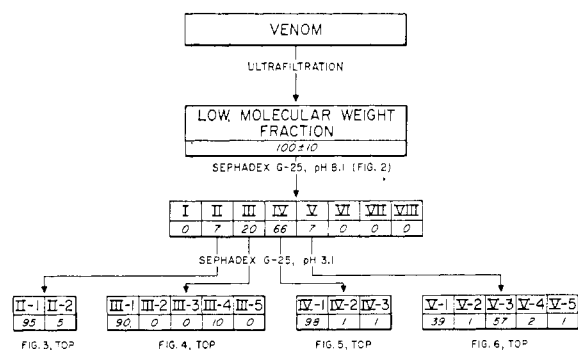 VENOM
ULTRAFILTRATION
LOW MOLECULAR WEIGHT
FRACTION
100±10
SEPHADEX G-25, pH 8.1 (FIG. 2)
I II III IV V VI VII VIII
0 7 20 66 7 0 0 0
SEPHADEX G-25, pH 3.1
II-1 II-2 III-1 III-2 III-3 III-4 III-5 IV-1 IV-2 IV-3 V-1 V-2 V-3 V-4 V-5
95 5 90 0 0 10 0 98 1 1 39 1 57 2 1
FIG. 3, TOP FIG. 4, TOP FIG. 5, TOP FIG. 6, TOP